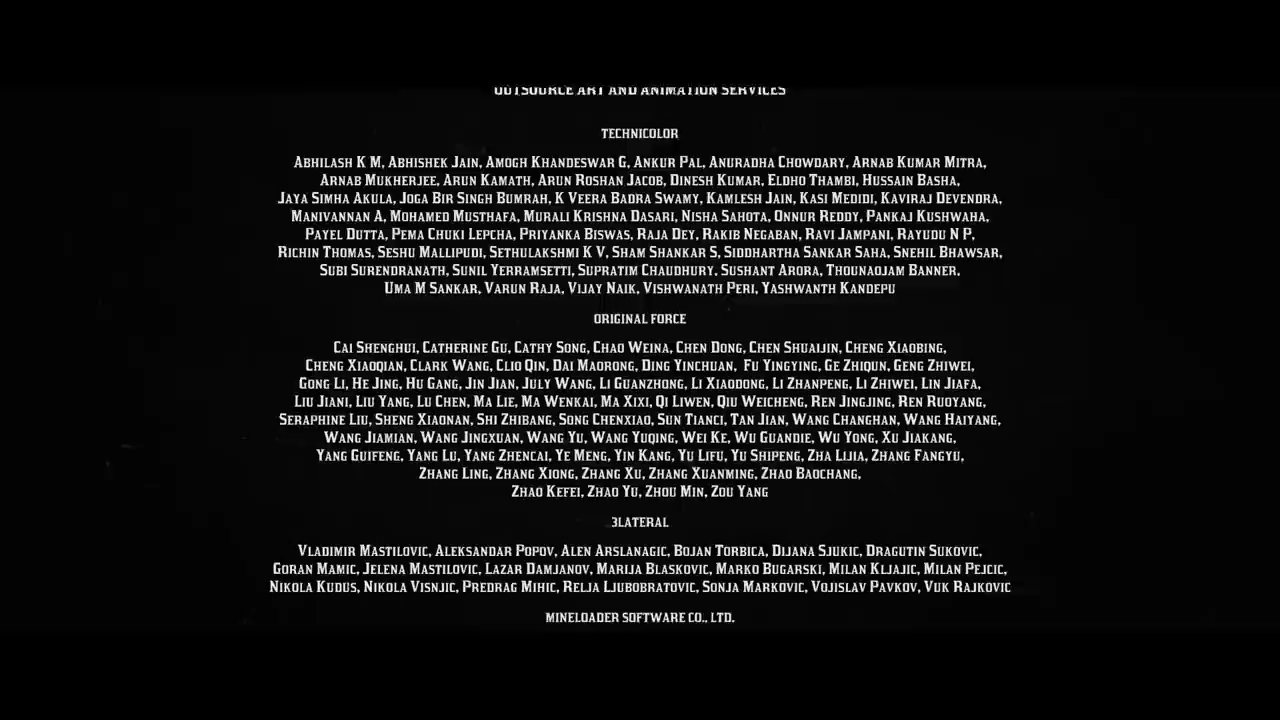 OUTSOURCE ART AND ANIMATION SERVICES
TECHNICOLOR
Abhilash K M, Abhishek Jain, Amogh Khandeswar G, Ankur Pal, Anuradha Chowdary, Arnab Kumar Mitra,
Arnab Mukherjee, Arun Kamath, Arun Roshan Jacob, Dinesh Kumar, Eldho Thambi, Hussain Basha,
Jaya Simha Akula, Joga Bir Singh Bumrah, K Veera Badra Swamy, Kamlesh Jain, Kasi Medidi, Kaviraj Devendra,
Manivannan A, Mohamed Musthafa, Murali Krishna Dasari, Nisha Sahota, Onnur Reddy, Pankaj Kushwaha,
Payel Dutta, Pema Chuki Lepcha, Priyanka Biswas, Raja Dey, Rakib Negaban, Ravi Jampani, Rayudu N P,
Richin Thomas, Seshu Mallipudi, Sethulakshmi K V, Sham Shankar S, Siddhartha Sankar Saha, Snehil Bhawsar,
Subi Surendranath, Sunil Yerramsetti, Supratim Chaudhury, Sushant Arora, Thounaojam Banner,
Uma M Sankar, Varun Raja, Vijay Naik, Vishwanath Peri, Yashwanth Kandepu
ORIGINAL FORCE
Cai Shenghui, Catherine Gu, Cathy Song, Chao Weina, Chen Dong, Chen Shuaijin, Cheng Xiaobing,
Cheng Xiaoqian, Clark Wang, Clio Qin, Dai Maorong, Ding Yinchuan, Fu Yingying, Ge Zhiqun, Geng Zhiwei,
Gong Li, He Jing, Hu Gang, Jin Jian, July Wang, Li Guanzhong, Li Xiaodong, Li Zhanpeng, Li Zhiwei, Lin Jiafa,
Liu Jiani, Liu Yang, Lu Chen, Ma Lie, Ma Wenkai, Ma Xixi, Qi Liwen, Qiu Weicheng, Ren Jingjing, Ren Ruoyang,
Seraphine Liu, Sheng Xiaonan, Shi Zhibang, Song Chenxiao, Sun Tianci, Tan Jian, Wang Changhan, Wang Haiyang,
Wang Jiamian, Wang Jingxuan, Wang Yu, Wang Yuqing, Wei Ke, Wu Guandie, Wu Yong, Xu Jiakang,
Yang Guifeng, Yang Lu, Yang Zhencai, Ye Meng, Yin Kang, Yu Lifu, Yu Shipeng, Zha Lijia, Zhang Fangyu,
Zhang Ling, Zhang Xiong, Zhang Xu, Zhang Xuanming, Zhao Baochang,
Zhao Kefei, Zhao Yu, Zhou Min, Zou Yang
3LATERAL
Vladimir Mastilovic, Aleksandar Popov, Alen Arslanagic, Bojan Torbica, Dijana Sjukic, Dragutin Sukovic,
Goran Mamic, Jelena Mastilovic, Lazar Damjanov, Marija Blaskovic, Marko Bugarski, Milan Kljajic, Milan Pejcic,
Nikola Kudus, Nikola Visnjic, Predrag Mihic, Relja Ljubobratovic, Sonja Markovic, Vojislav Pavkov, Vuk Rajkovic
MINELOADER SOFTWARE CO., LTD.